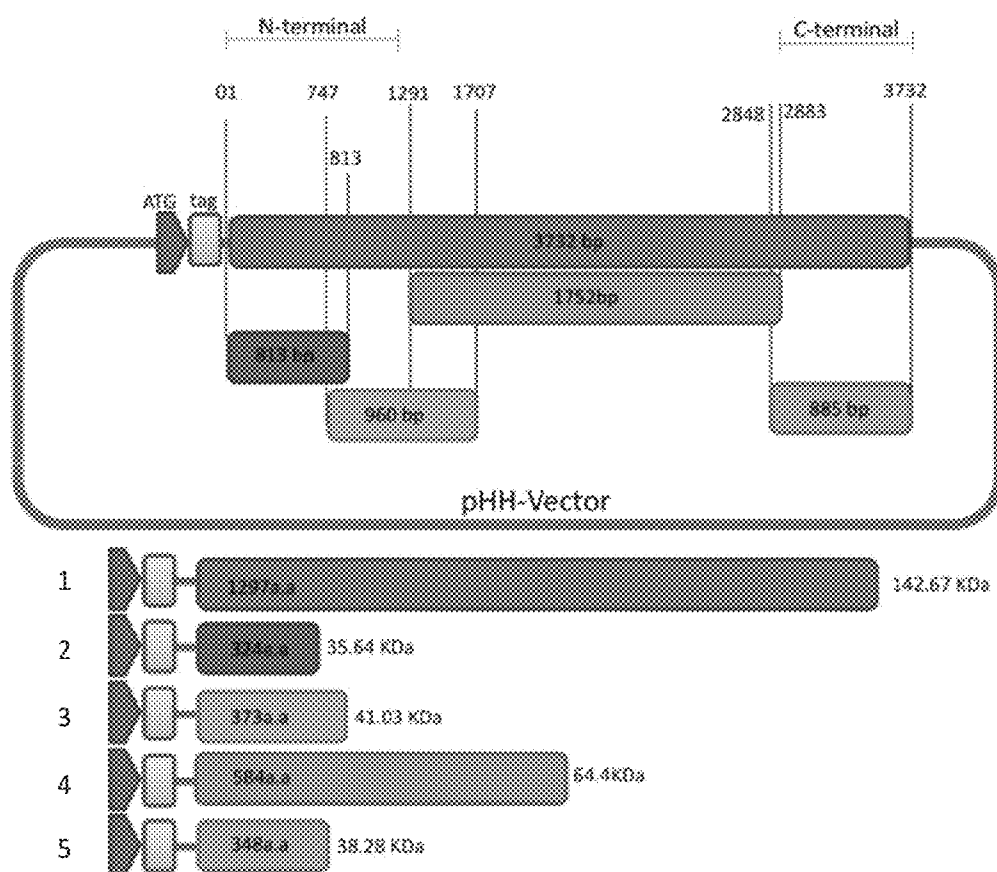 N-terminal
C-terminal
01
747
1291
1707
3732
2848
2883
813
ATG
tag
3732 bp
1752bp
813 bp
960 bp
885 bp
pHH-Vector
1
1297a.a
142.67 KDa
2
324a.a
35.64 KDa
3
373a.a
41.03 KDa
4
584a.a
64.4KDa
5
348a.a
38.28 KDa